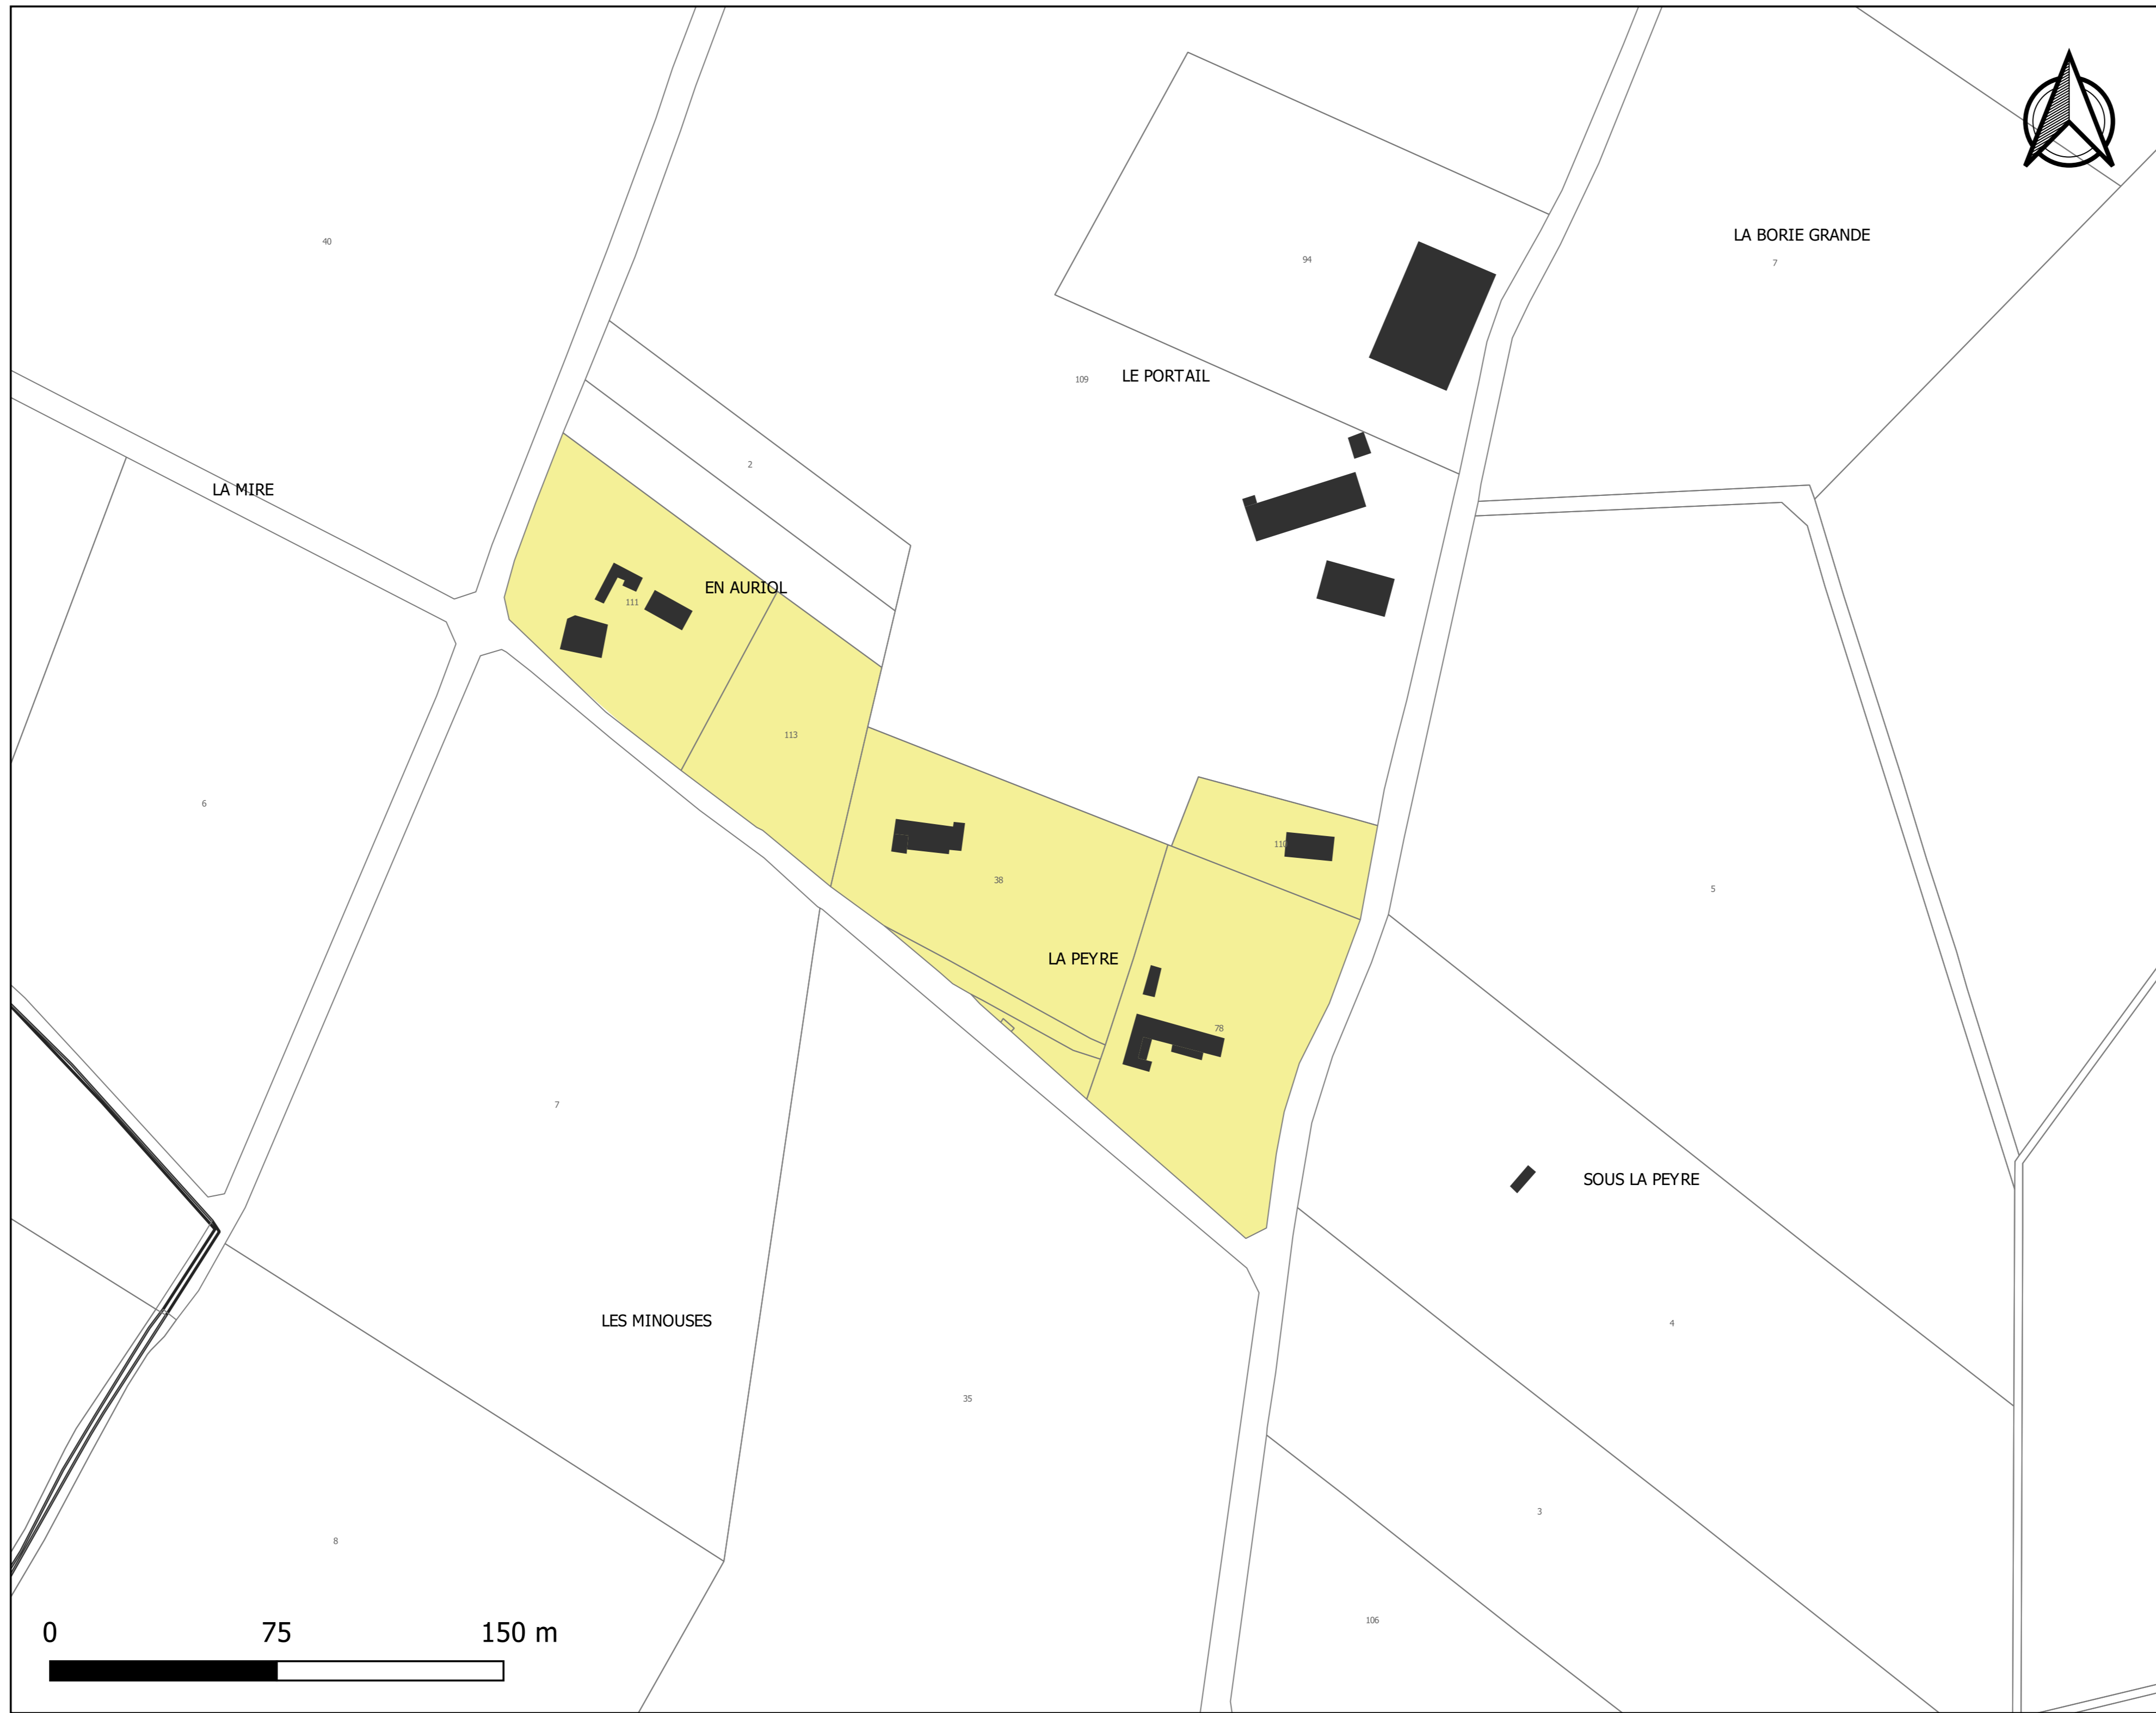 LA BORIE GRANDE
40
94
7
LE PORTAIL
109
2
LA MIRE
EN AURIOL
111
113
6
110
38
5
LA PEYRE
78
7
SOUS LA PEYRE
LES MINOUSES
4
35
3
8
106
0 75 150 m